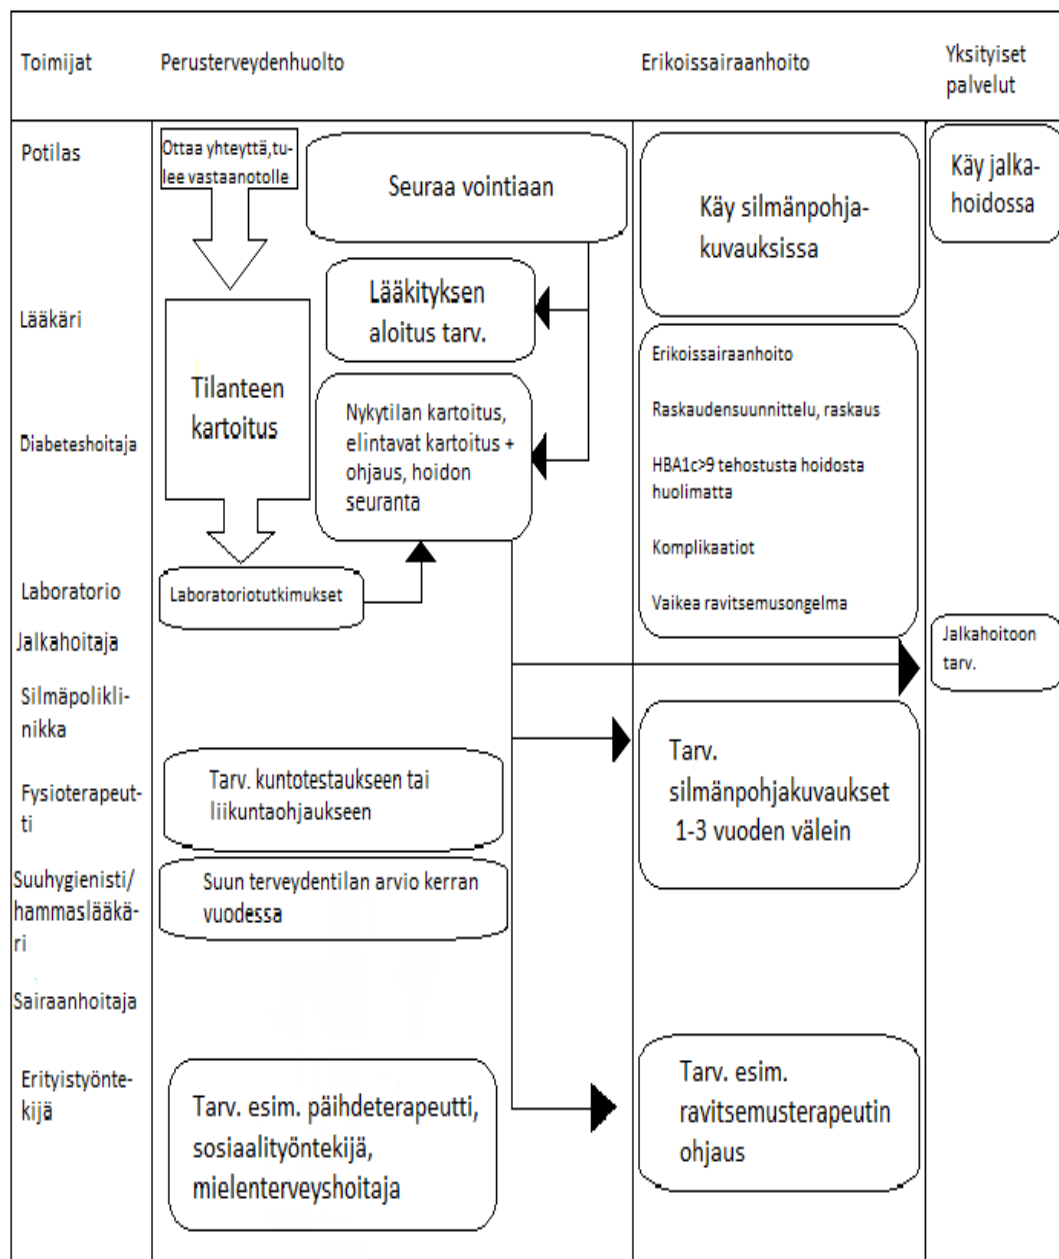 Toimijat
Perusterveydenhuolto
Erikoissairaanhoito
Yksityiset
palvelut
Potilas
Ottaa yhteyttä,tu-
lee vastaanotolle
Seuraa vointiaan
Käy silmänpohja-
kuvauksissa
Käy jalka-
hoidossa
Lääkäri
Lääkityksen
aloitus tarv.
Tilanteen
kartoitus
Diabeteshoitaja
Nykytilan kartoitus,
elintavat kartoitus +
ohjaus, hoidon
seuranta
Erikoissairaanhoito
Raskaudensuunnittelu, raskaus
HBA1c>9 tehostusta hoidosta
huolimatta
Komplikaatiot
Vaikea ravitsemusongelma
Laboratorio
Laboratoriotutkimukset
Jalkahoitaja
Jalkahoitoon
tarv.
Silmäpolikli-
nikka
Tarv.
silmänpohjakuvaukset
1-3 vuoden välein
Fysioterapeut-
ti
Tarv. kuntotestaukseen tai
liikuntaohjaukseen
Suuhygienisti/
hammaslääkä-
ri
Suun terveydentilan arvio kerran
vuodessa
Sairaanhoitaja
Erityistyönte-
kijä
Tarv. esim. päihdeterapeutti,
sosiaalityöntekijä,
mielenterveyshoitaja
Tarv. esim.
ravitsemusterapeutin
ohjaus